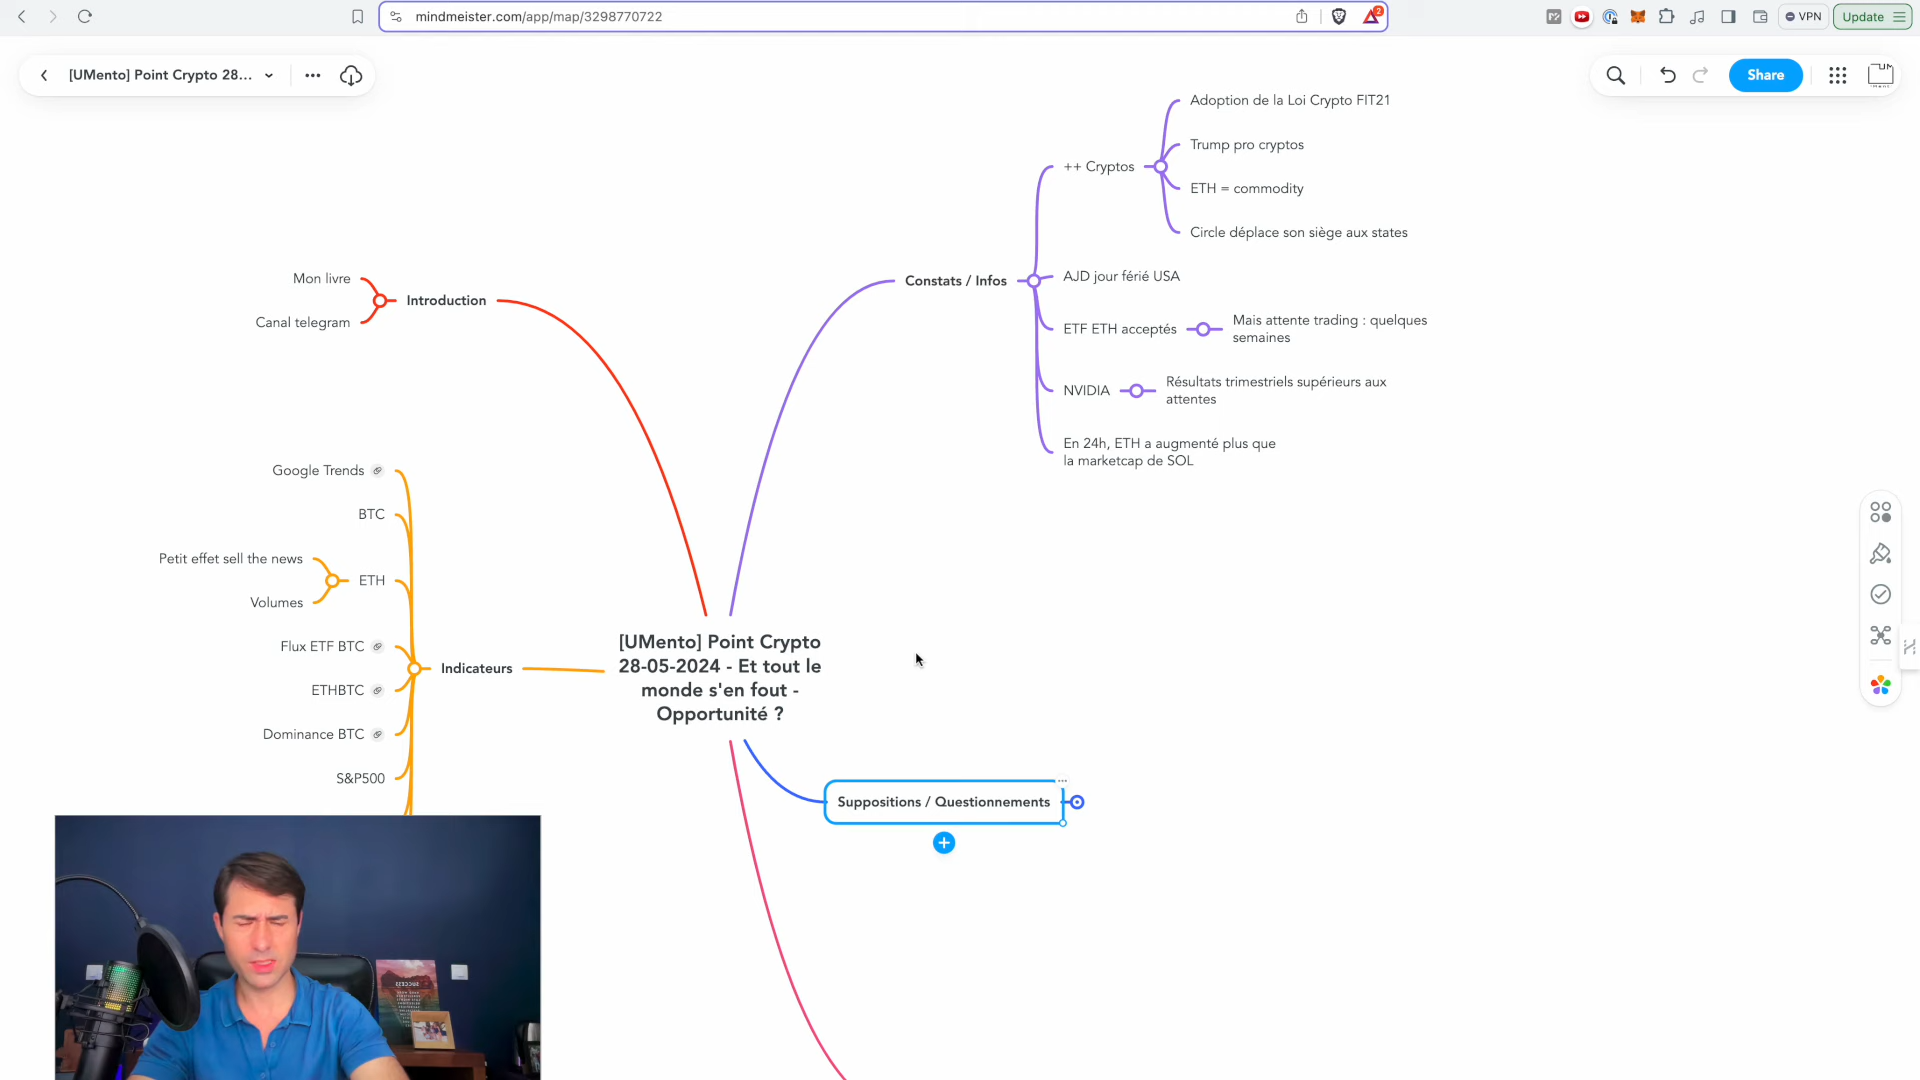 mindmeister.com/app/map/3298770722
2
VPN
Update
[UMento] Point Crypto 28...
Share
Adoption de la Loi Crypto FIT21
Trump pro cryptos
++ Cryptos
ETH = commodity
Circle déplace son siège aux states
Constats / Infos
AJD jour férié USA
ETF ETH acceptés
Mais attente trading : quelques
semaines
NVIDIA
Résultats trimestriels supérieurs aux
attentes
En 24h, ETH a augmenté plus que
la marketcap de SOL
Mon livre
Introduction
Canal telegram
Google Trends
BTC
Petit effet sell the news
ETH
Volumes
Flux ETF BTC
Indicateurs
ETHBTC
Dominance BTC
S&P500
[UMento] Point Crypto
28-05-2024 - Et tout le
monde s'en fout -
Opportunité ?
Suppositions / Questionnements
SUCCESS